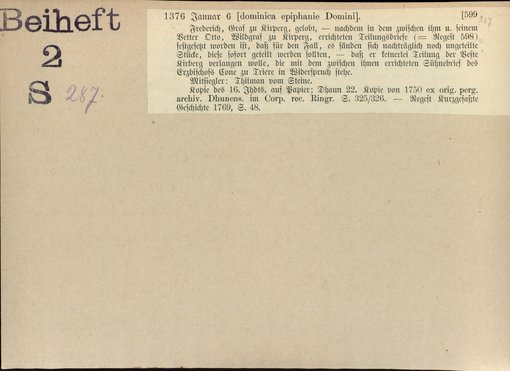 Beiheft
2
S 287.
1376 Januar 6 [dominica epiphanie Domini]. [599
287
Frederich, Graf zu Kirperg, gelobt, — nachdem in dem zwischen ihm u. seinem
Vetter Otto, Wildgraf zu Kirperg, errichteten Teilungsbriefe (= Regest 598)
festgesetzt worden ist, daß für den Fall, es fänden sich nachträglich noch ungeteilte
Stücke, diese sofort geteilt werden sollten, — daß er keinerlei Teilung der Veste
Kirberg verlangen wolle, die mit dem zwischen ihnen errichteten Sühnebrief des
Erzbischofs Cone zu Triere in Widerspruch stehe.
Mitsiegler: Thilman vom Steine.
Kopie des 16. Jhdts. auf Papier; Dhaun 22. Kopie von 1750 ex orig. perg.
archiv. Dhunens. im Corp. rec. Ringr. S. 325/326. — Regest Kurzgefaßte
Geschichte 1769, S. 48.